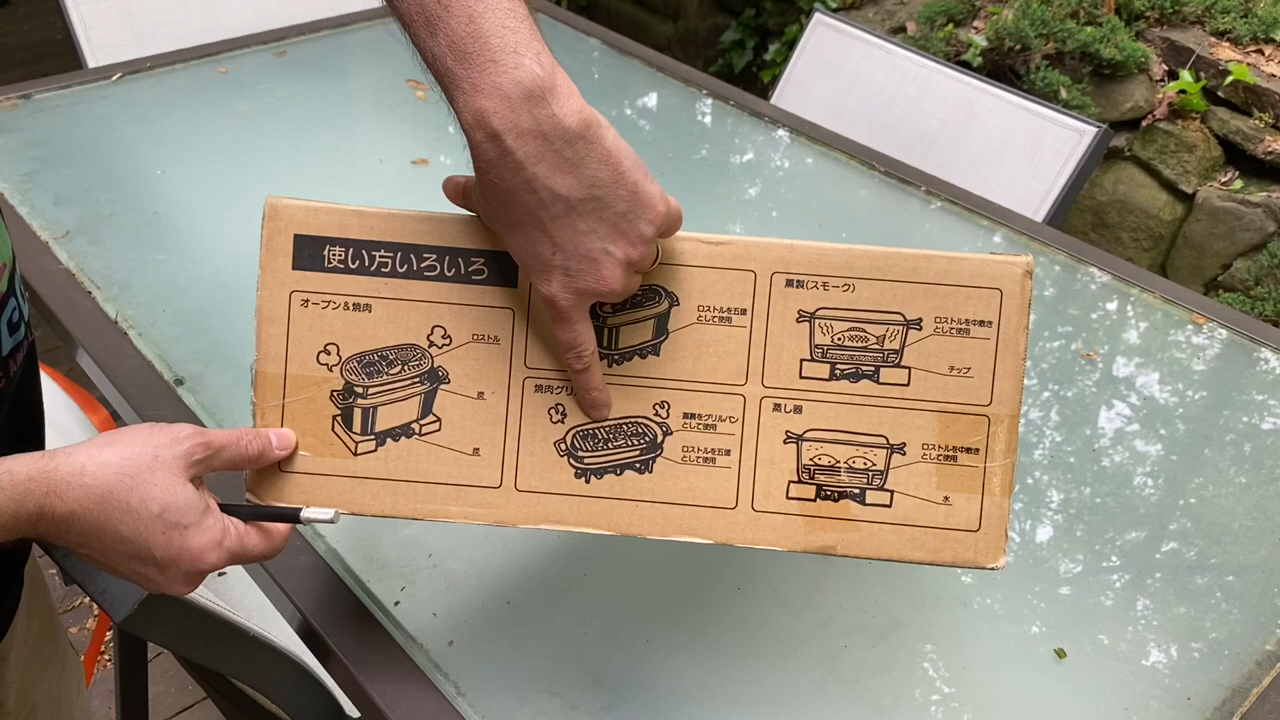 使い方いろいろ
オーブン＆焼肉
ロストル
炭
炭
ロストルを五徳
として使用
焼肉グリ
蓋裏をグリルパン
として使用
ロストルを五徳
として使用
薫製(スモーク)
ロストルを中敷き
として使用
チップ
蒸し器
ロストルを中敷き
として使用
水